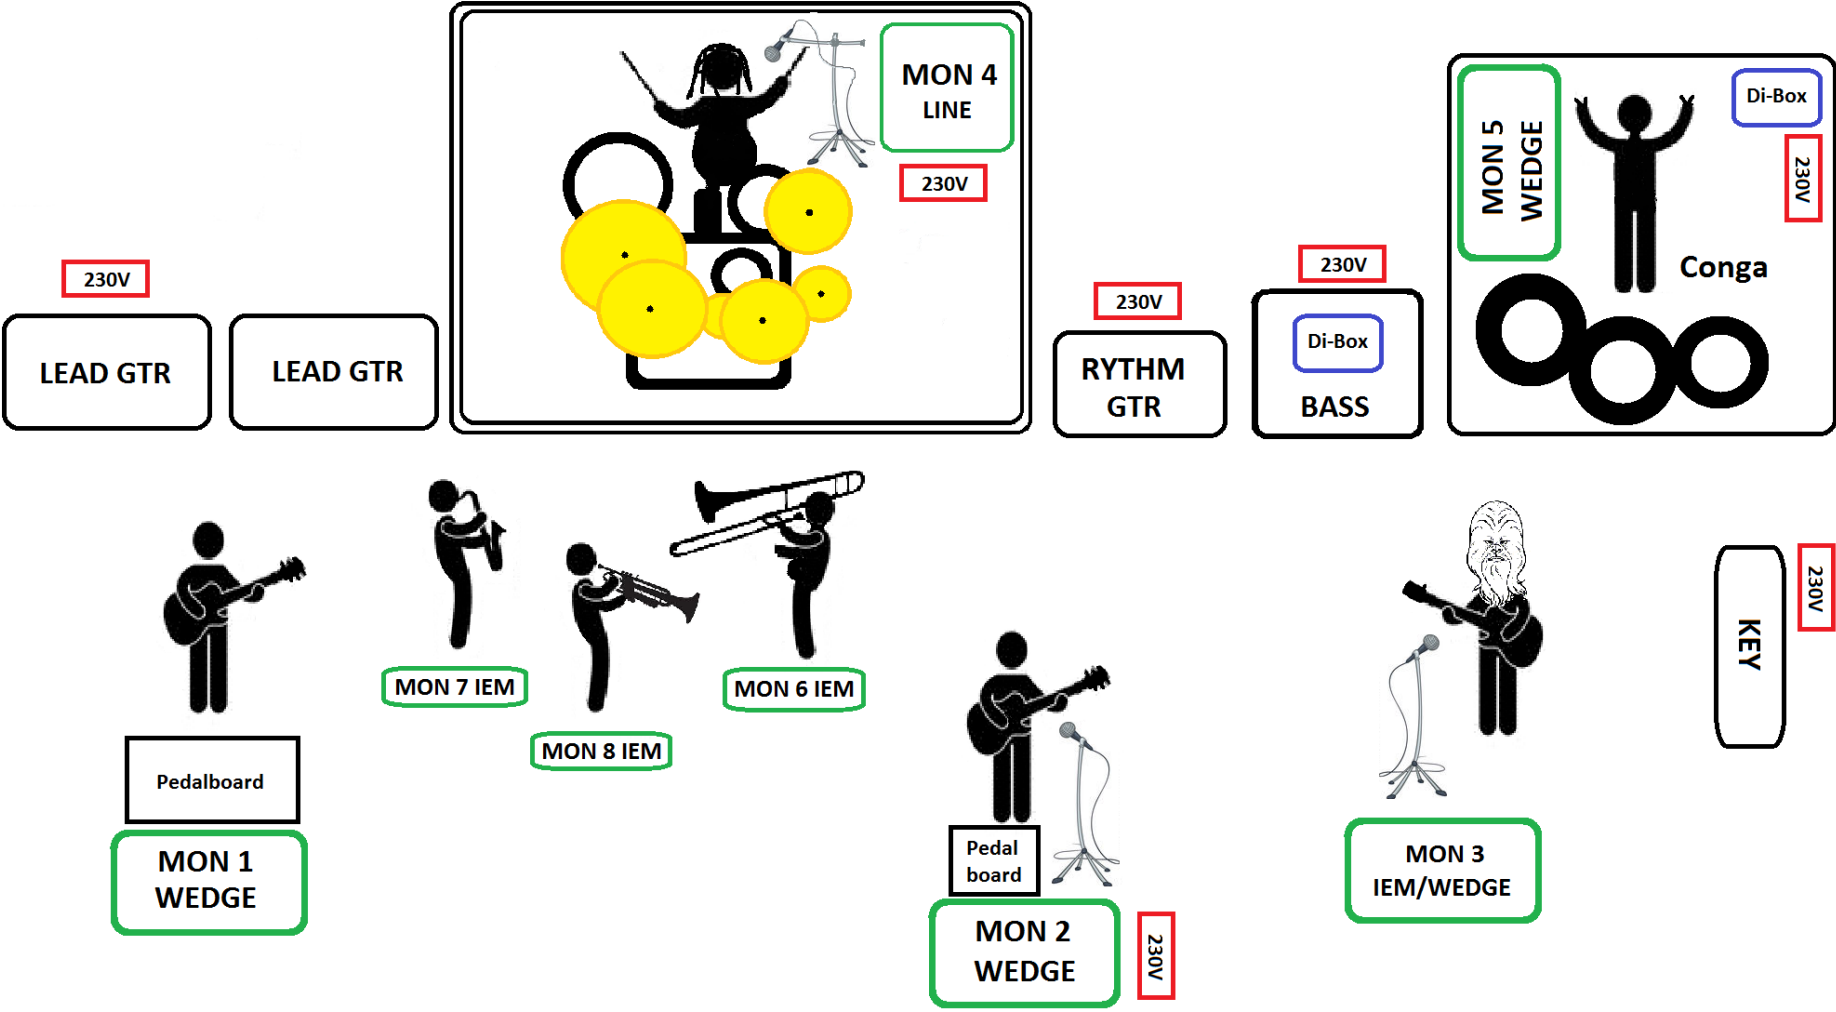 MON 4
LINE
230V
MON 5
WEDGE
Di-Box
230V
Conga
230V
LEAD GTR
LEAD GTR
230V
RYTHM
GTR
230V
Di-Box
BASS
MON 7 IEM
MON 8 IEM
MON 6 IEM
KEY
230V
Pedalboard
MON 1
WEDGE
Pedal
board
MON 2
WEDGE
230V
MON 3
IEM/WEDGE